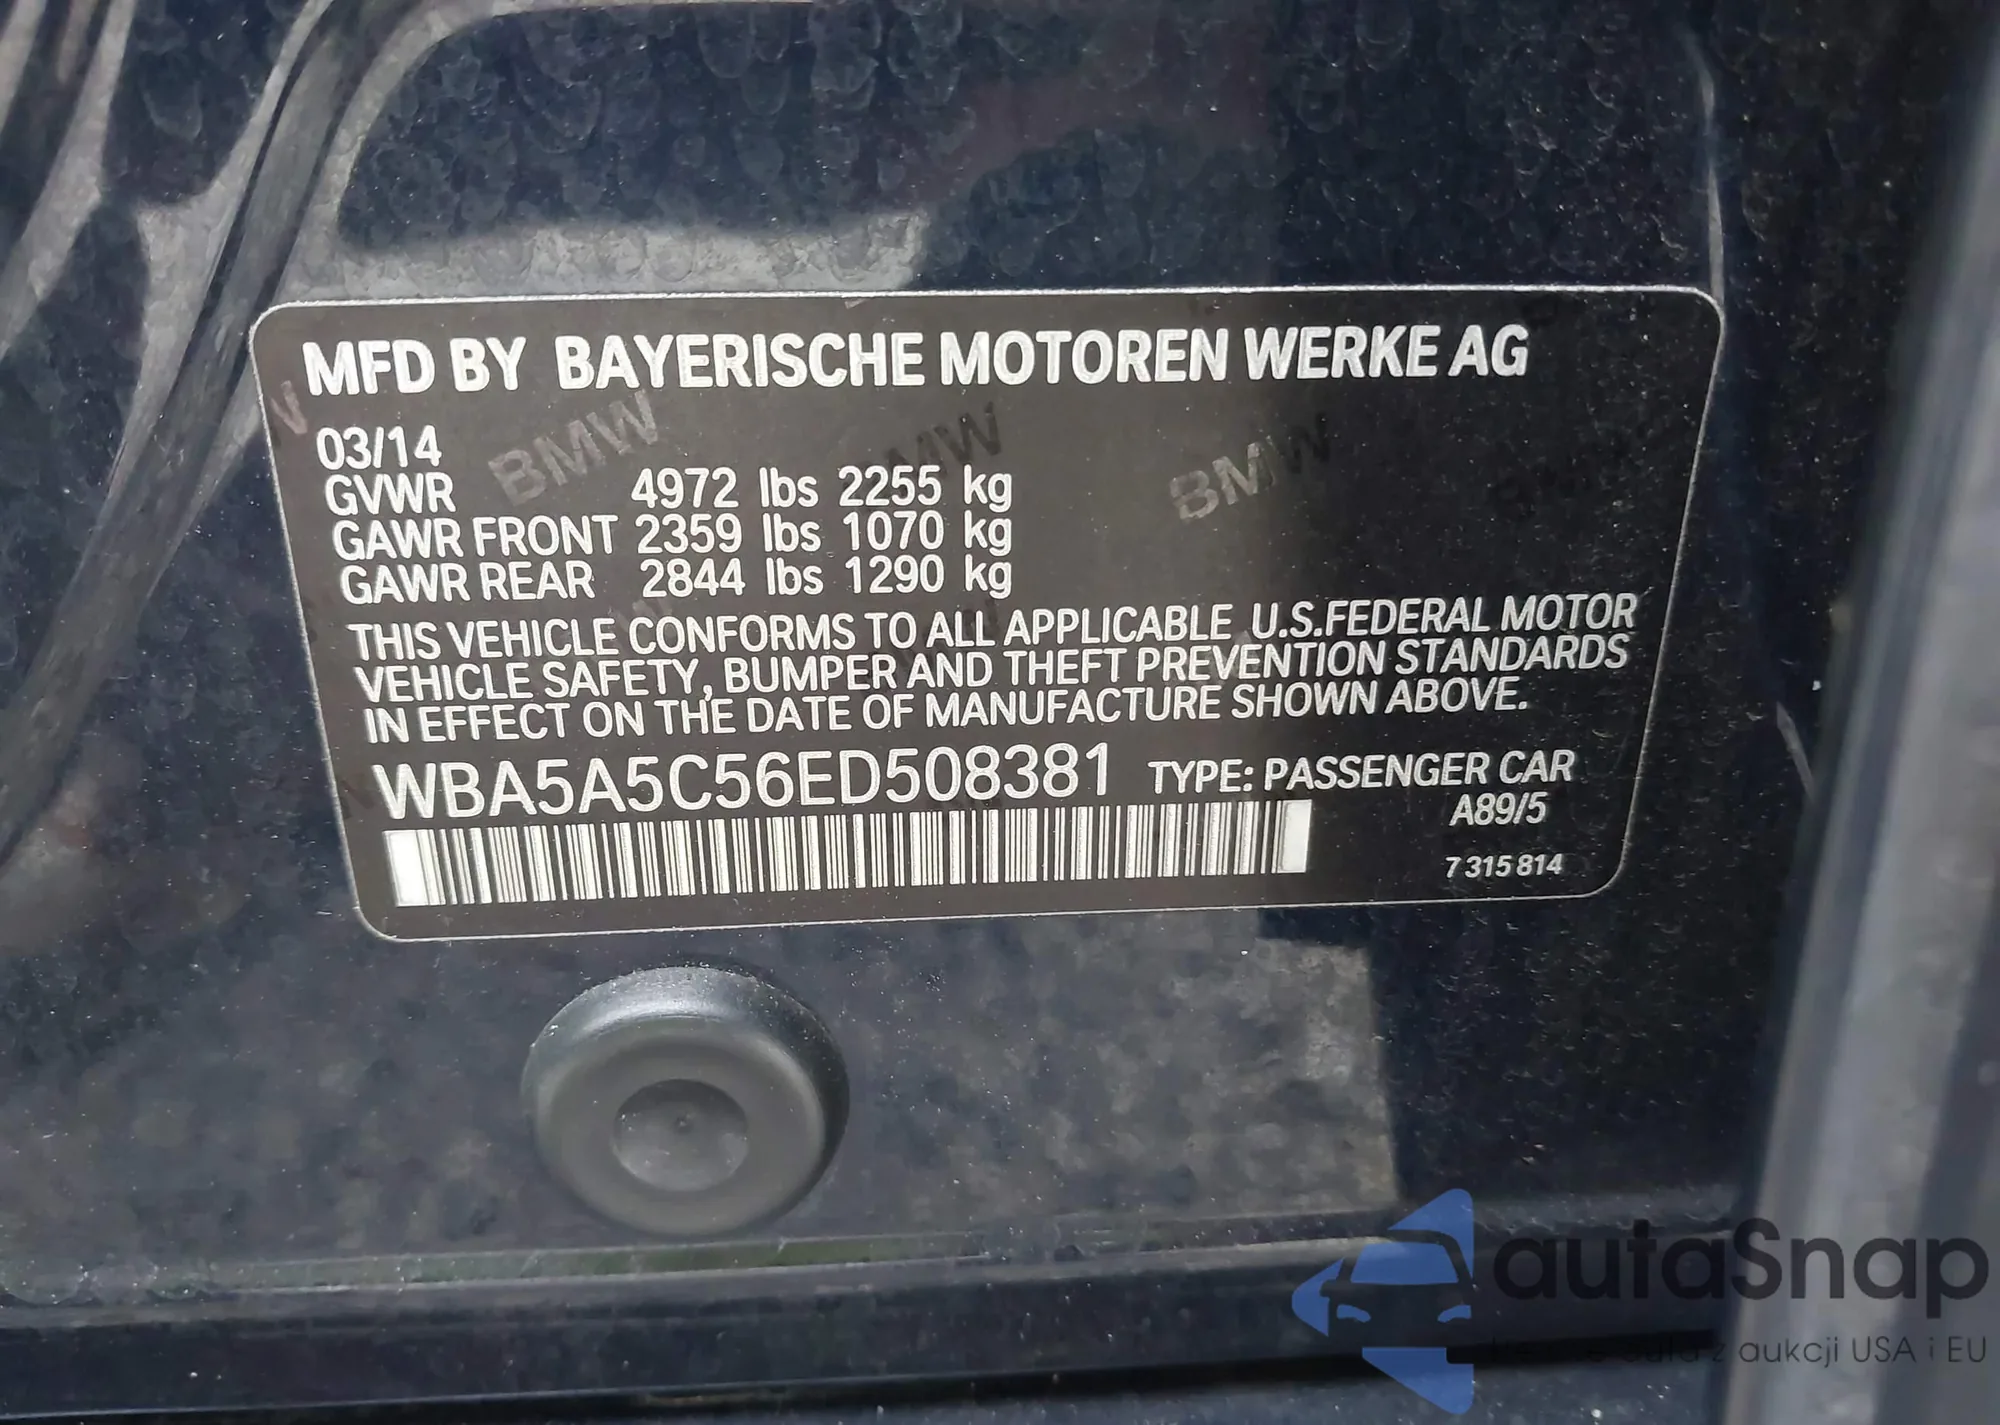 MFD BY BAYERISCHE MOTOREN WERKE AG
03/14
GVWR 4972 lbs 2255 kg
GAWR FRONT 2359 lbs 1070 kg
GAWR REAR 2844 lbs 1290 kg
THIS VEHICLE CONFORMS TO ALL APPLICABLE U.S.FEDERAL MOTOR
VEHICLE SAFETY, BUMPER AND THEFT PREVENTION STANDARDS
IN EFFECT ON THE DATE OF MANUFACTURE SHOWN ABOVE.
WBA5A5C56ED508381 TYPE: PASSENGER CAR
A89/5
7 315 814
BMW
BMW
BMW
autaSnap
auta z aukcji USA i EU